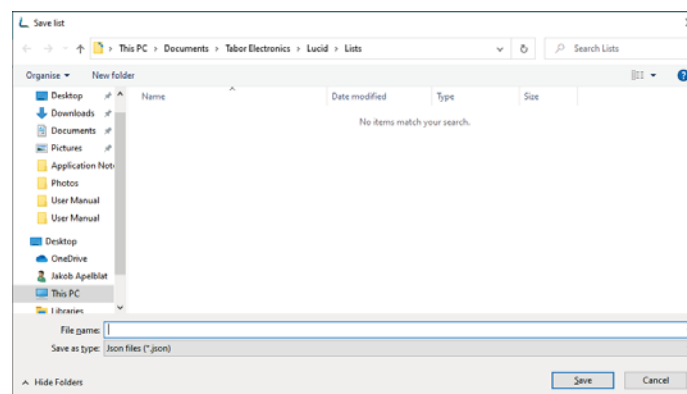 Save list
This PC > Documents > Tabor Electronics > Lucid > Lists
Search Lists
Organise
New folder
Name
Date modified
Type
Size
No items match your search.
Desktop
Downloads
Documents
Pictures
Application Not
Photos
User Manual
User Manual
Desktop
OneDrive
Jakob Apelblat
This PC
Libraries
File name:
Save as type: Json files (*.json)
Hide Folders
Save
Cancel